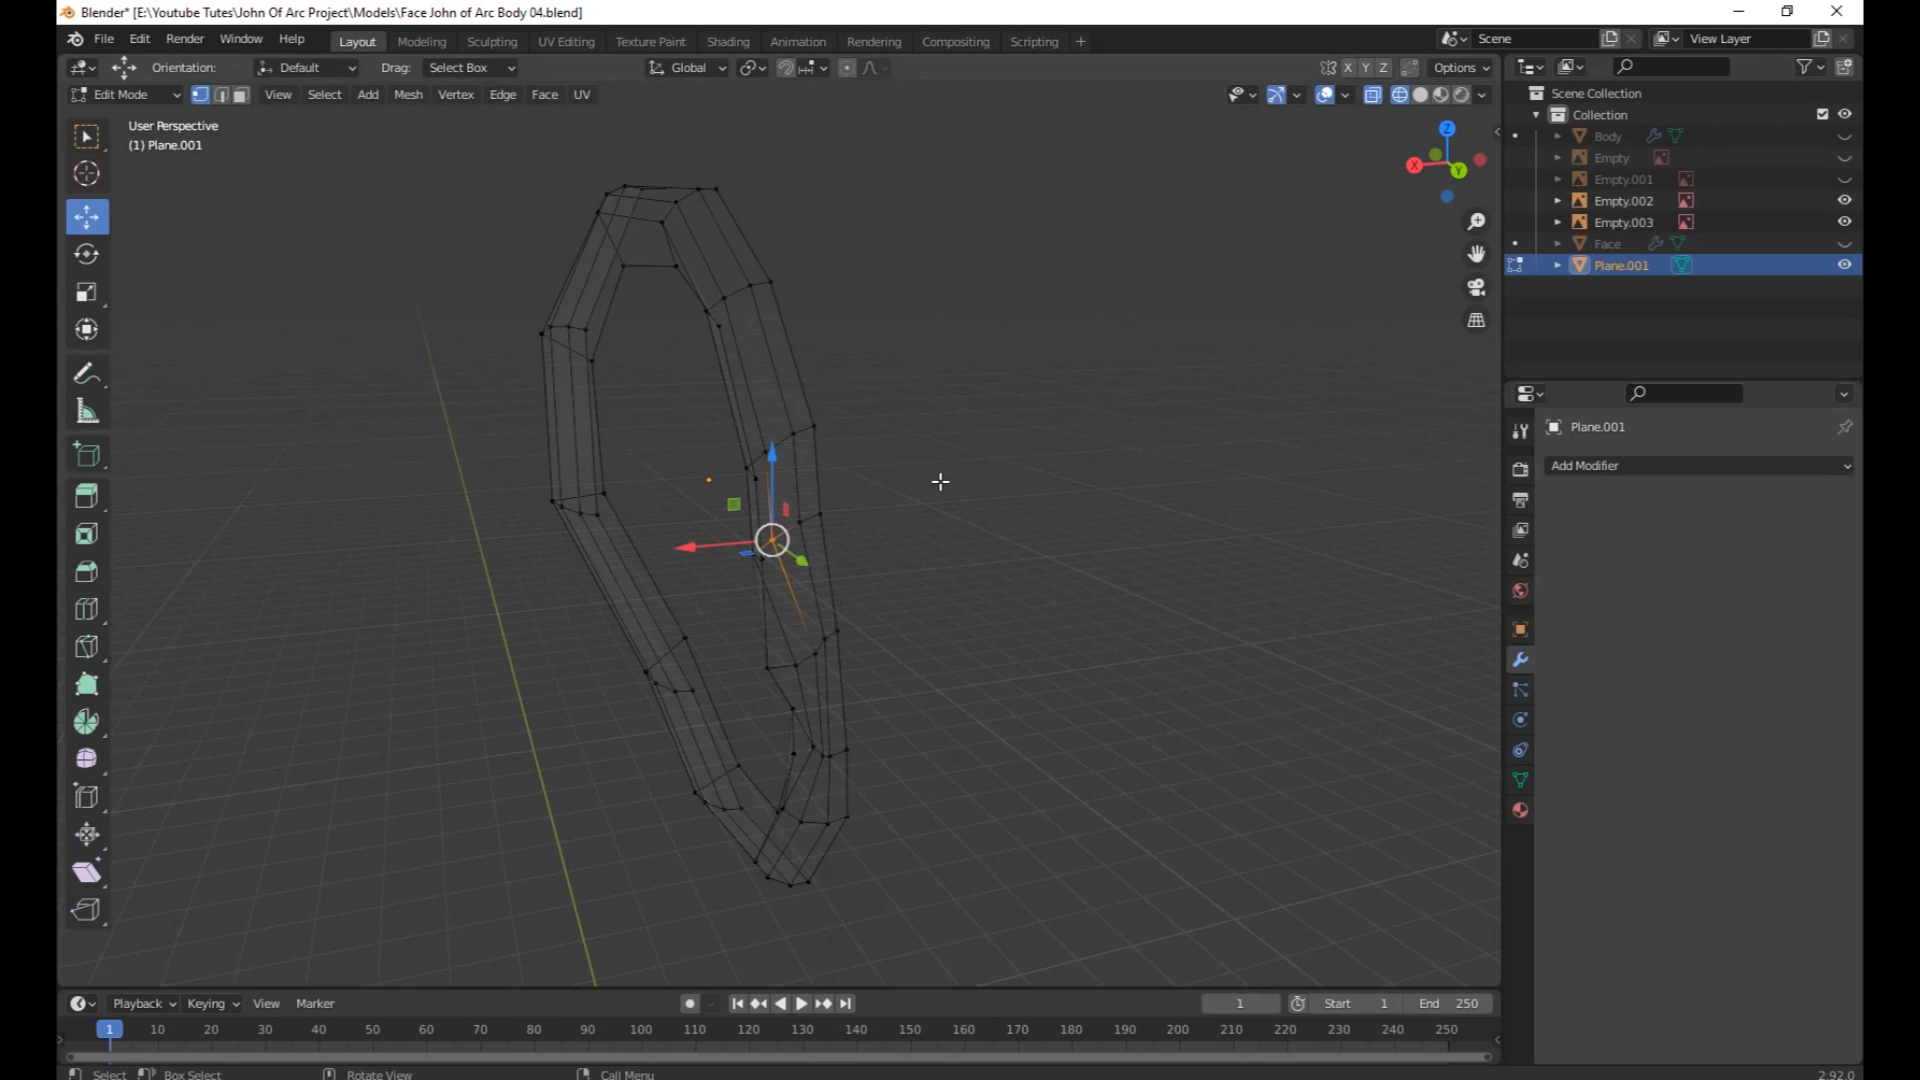 Blender* [E:\Youtube Tutes\John Of Arc Project\Models\Face John of Arc Body 04.blend]
File Edit Render Window Help Layout Modeling Sculpting UV Editing Texture Paint Shading Animation Rendering Compositing Scripting + Scene View Layer
Orientation: Default Drag: Select Box Global X Y Z Options
Edit Mode View Select Add Mesh Vertex Edge Face UV
Scene Collection
Collection
Body
Empty
Empty.001
Empty.002
Empty.003
Face
Plane.001
User Perspective
(1) Plane.001
Z
X
Y
Plane.001
Add Modifier
Playback Keying View Marker 1 Start 1 End 250
1 10 20 30 40 50 60 70 80 90 100 110 120 130 140 150 160 170 180 190 200 210 220 230 240 250
Select Box Select Rotate View Call Menu 2.92.0